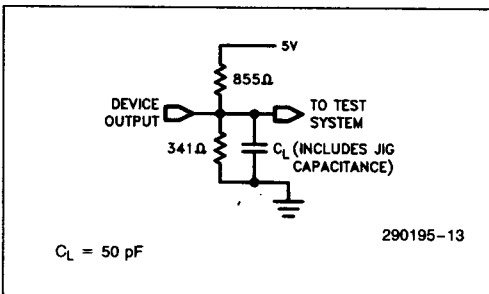 5V
855Ω
DEVICE OUTPUT
TO TEST SYSTEM
341Ω
C_L (INCLUDES JIG CAPACITANCE)
290195-13
C_L = 50 pF